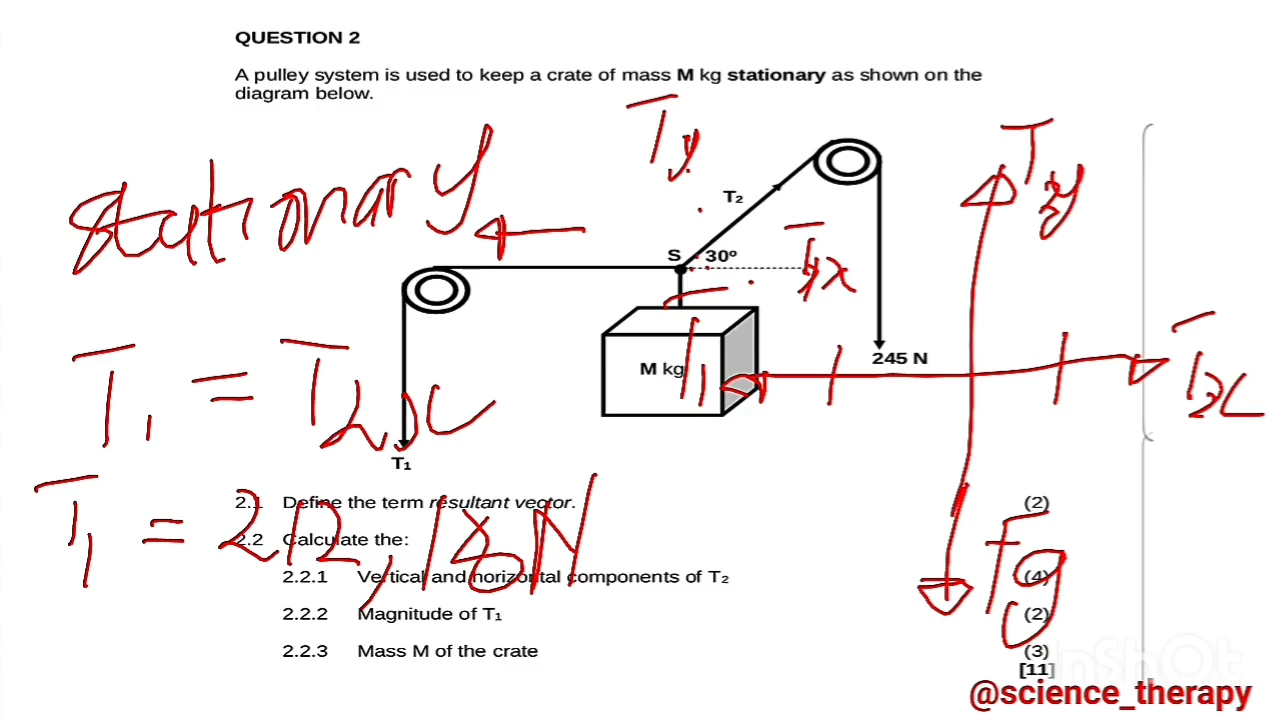 QUESTION 2
A pulley system is used to keep a crate of mass M kg stationary as shown on the
diagram below.
Ty
Ty
stationary
T₂
S 30º
Tx
T₁
M kg
245 N
T₂x
T₁ = T₂x
T₁
T₁ = 212,18N
2.1 Define the term resultant vector. (2)
2.2 Calculate the:
Fg
2.2.1 Vertical and horizontal components of T₂ (4)
2.2.2 Magnitude of T₁ (2)
2.2.3 Mass M of the crate (3)
[11]
InShOt
@science_therapy